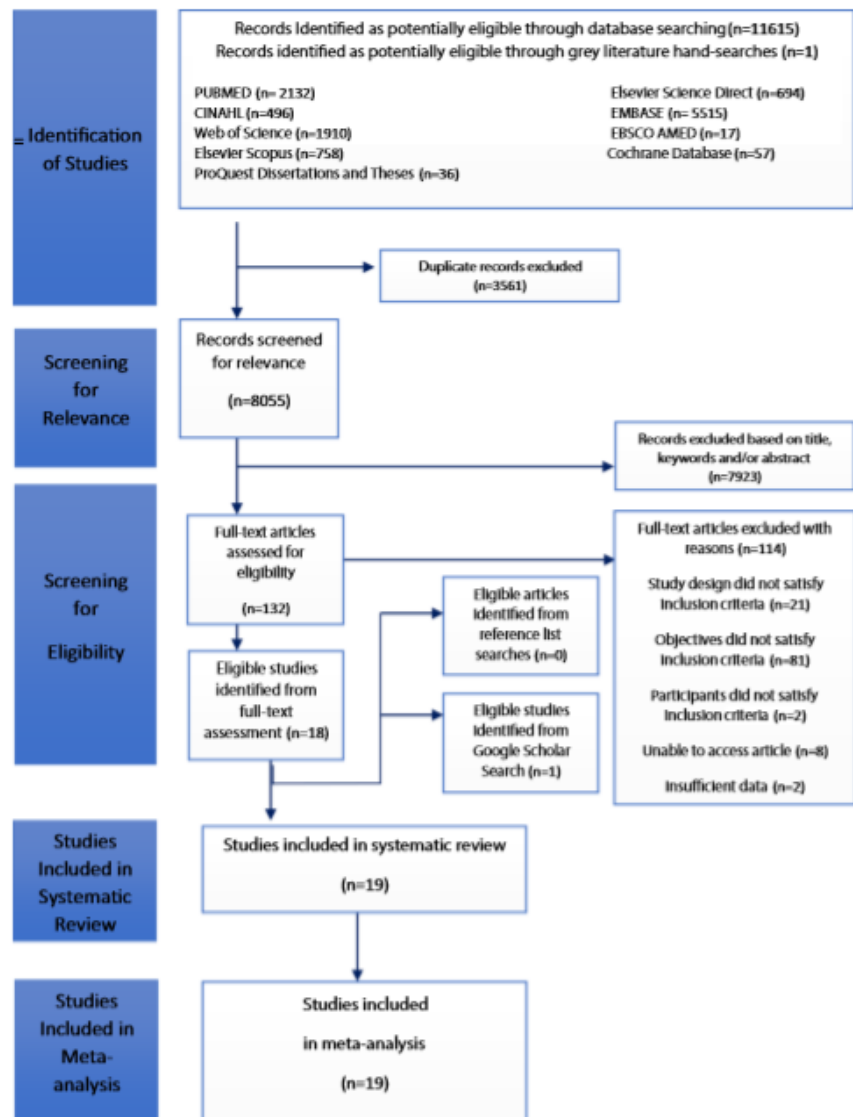 Records Identified as potentially eligible through database searching(n=11615)
Records identified as potentially eligible through grey literature hand-searches (n=1)
PUBMED (n= 2132)
CINAHL (n=496)
Web of Science (n=1910)
Elsevier Scopus (n=758)
ProQuest Dissertations and Theses (n=36)
Elsevier Science Direct (n=694)
EMBASE (n= 5515)
EBSCO AMED (n=17)
Cochrane Database (n=57)
= Identification
of Studies
Duplicate records excluded
(n=3561)
Screening
for
Relevance
Records screened
for relevance
(n=8055)
Records excluded based on title,
keywords and/or abstract
(n=7923)
Screening
for
Eligibility
Full-text articles
assessed for
eligibility
(n=132)
Full-text articles excluded with
reasons (n=114)
Study design did not satisfy
inclusion criteria (n=21)
Objectives did not satisfy
inclusion criteria (n=81)
Participants did not satisfy
inclusion criteria (n=2)
Unable to access article (n=8)
Insufficient data (n=2)
Eligible articles
identified from
reference list
searches (n=0)
Eligible studies
identified from
full-text
assessment (n=18)
Eligible studies
identified from
Google Scholar
Search (n=1)
Studies
Included in
Systematic
Review
Studies included in systematic review
(n=19)
Studies
Included in
Meta-
analysis
Studies included
in meta-analysis
(n=19)